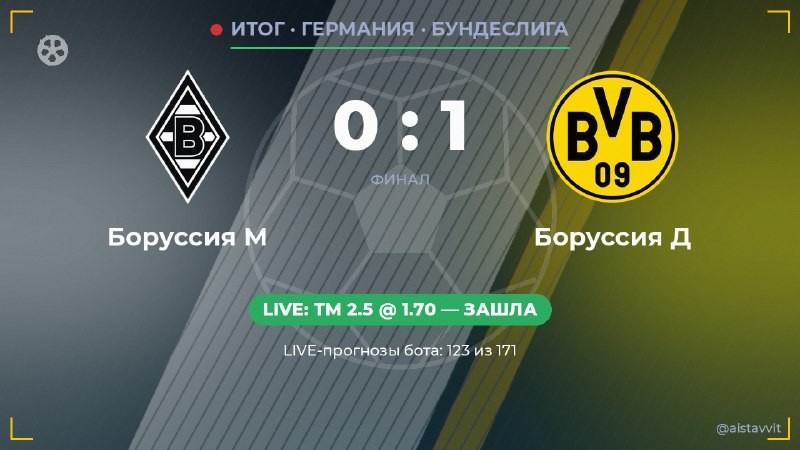 ИТОГ · ГЕРМАНИЯ · БУНДЕСЛИГА
0 : 1
ФИНАЛ
B
BVB
09
Боруссия М
Боруссия Д
LIVE: ТМ 2.5 @ 1.70 — ЗАШЛА
LIVE-прогнозы бота: 123 из 171
@aistavvit